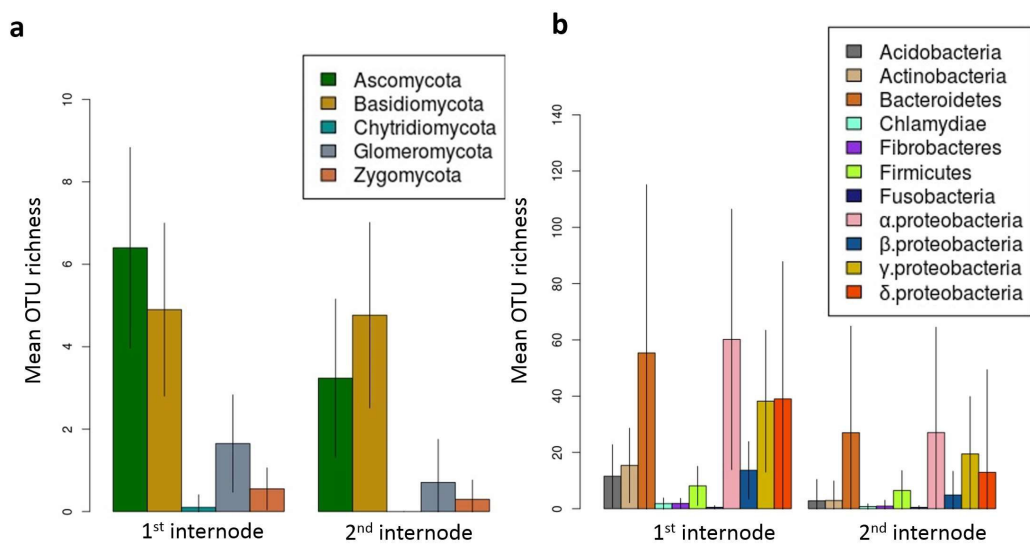 a
Mean OTU richness
10
8
6
4
2
0
Ascomycota
Basidiomycota
Chytridiomycota
Glomeromycota
Zygomycota
1st internode
2nd internode
b
Mean OTU richness
140
120
100
80
60
40
20
0
Acidobacteria
Actinobacteria
Bacteroidetes
Chlamydiae
Fibrobacteres
Firmicutes
Fusobacteria
α.proteobacteria
β.proteobacteria
γ.proteobacteria
δ.proteobacteria
1st internode
2nd internode